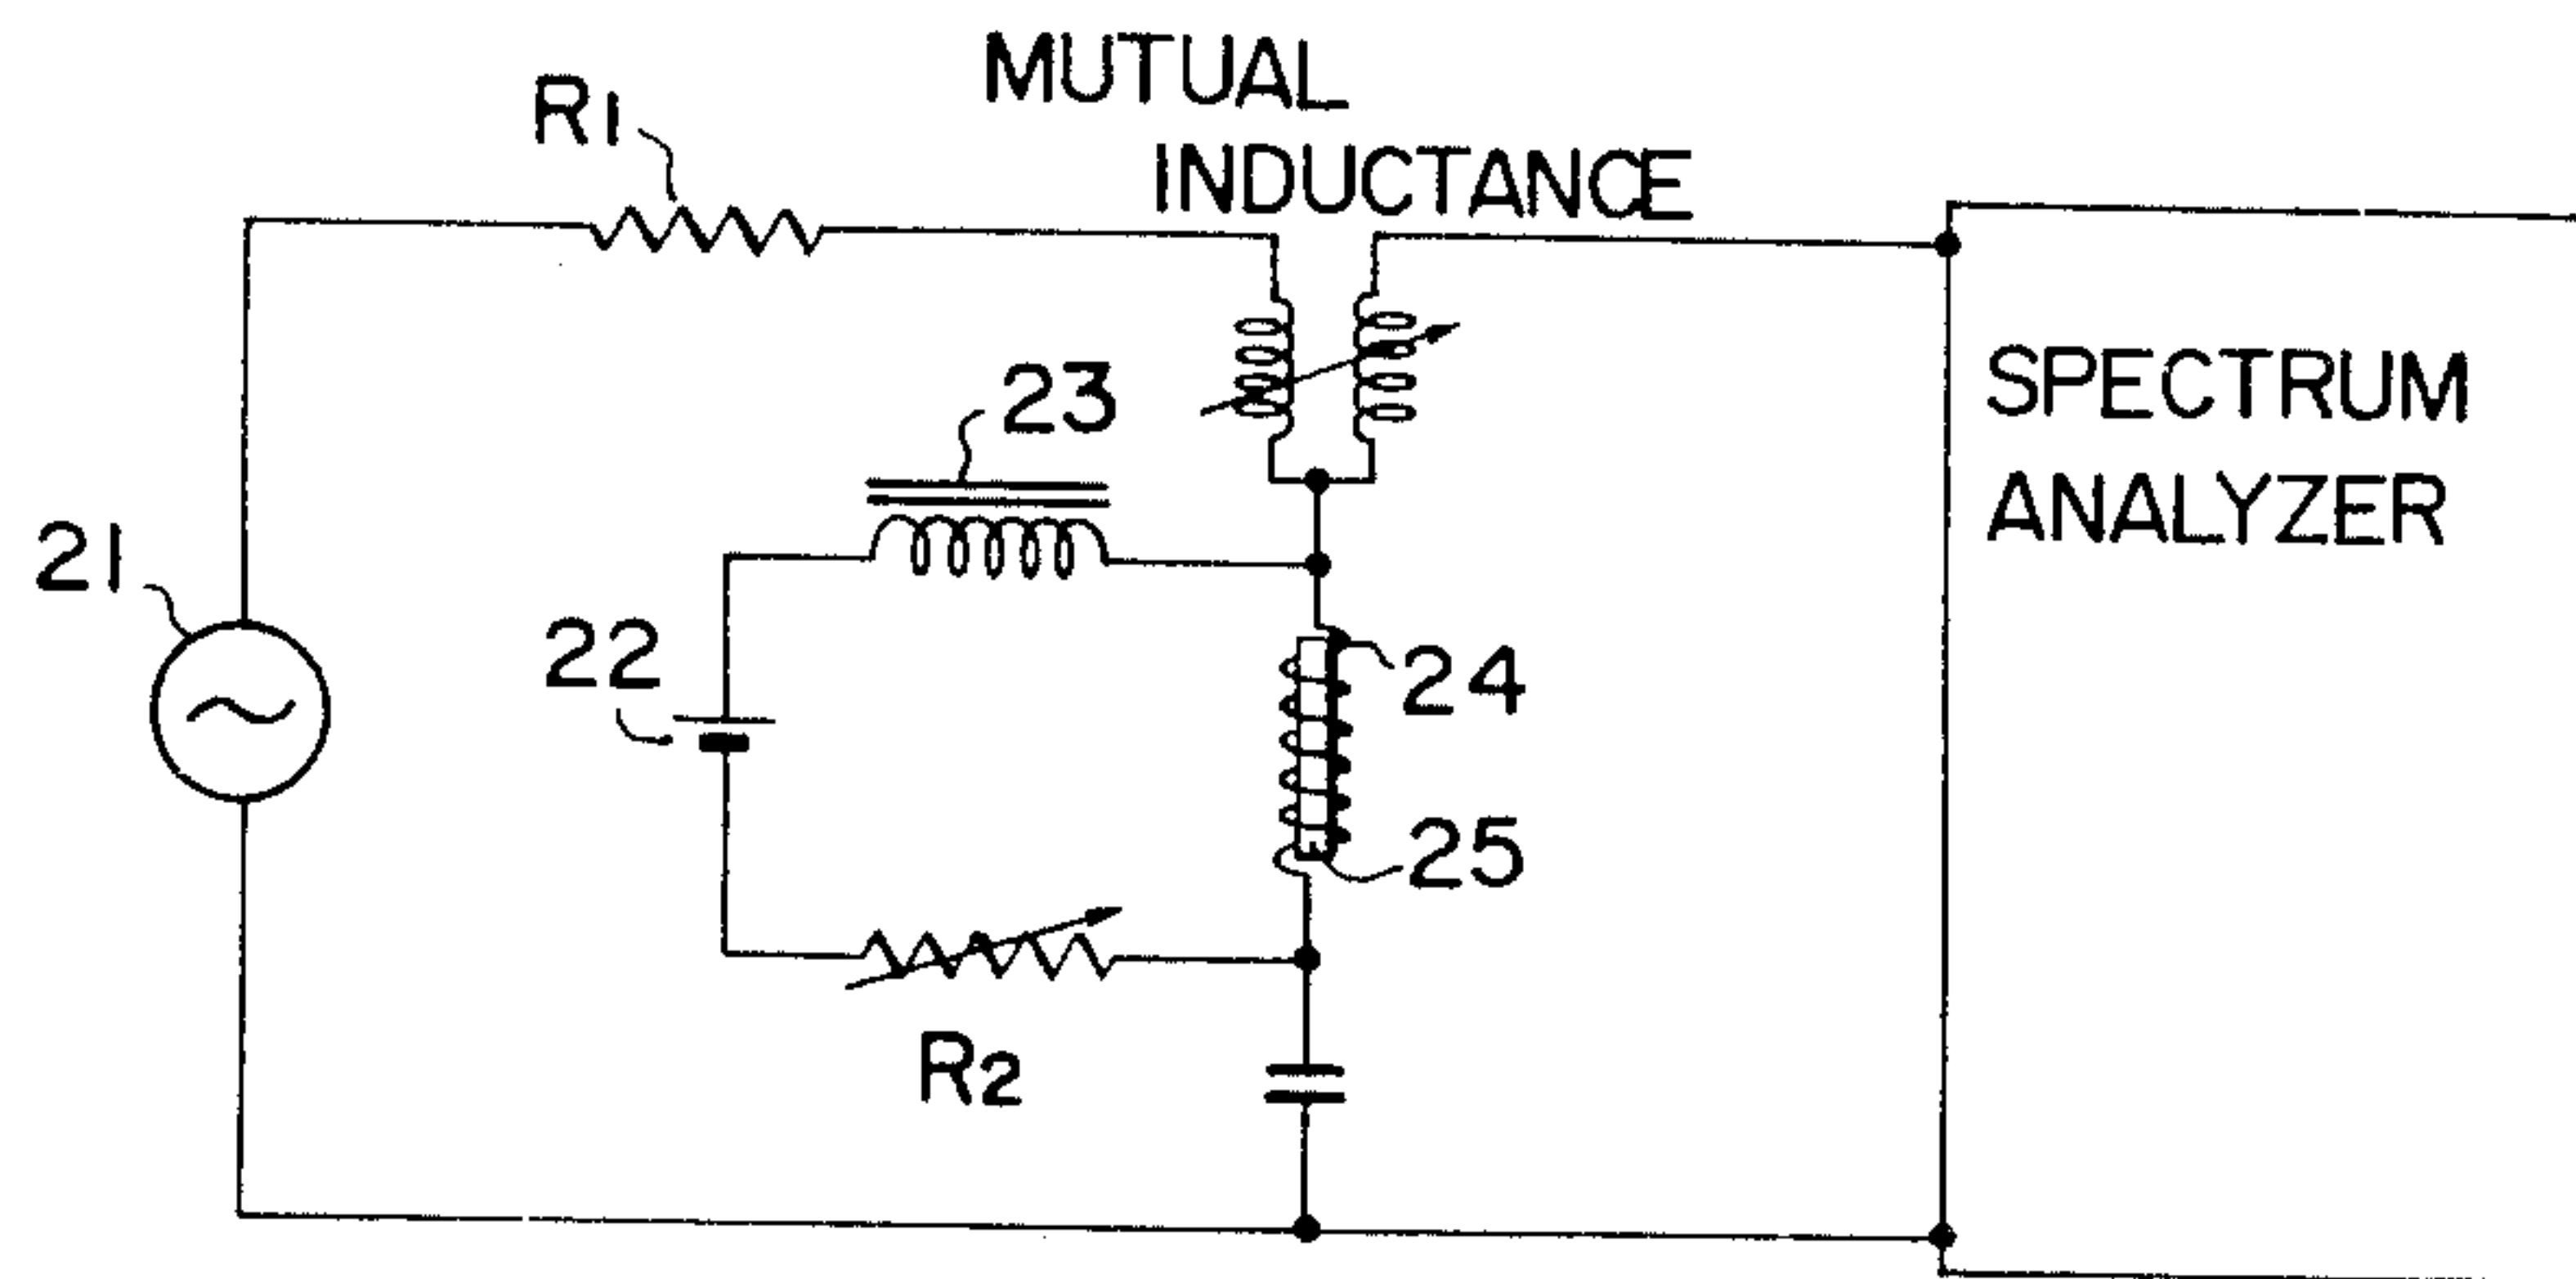 MUTUAL
INDUCTANCE
R1
23
SPECTRUM
ANALYZER
21
22
24
25
R2